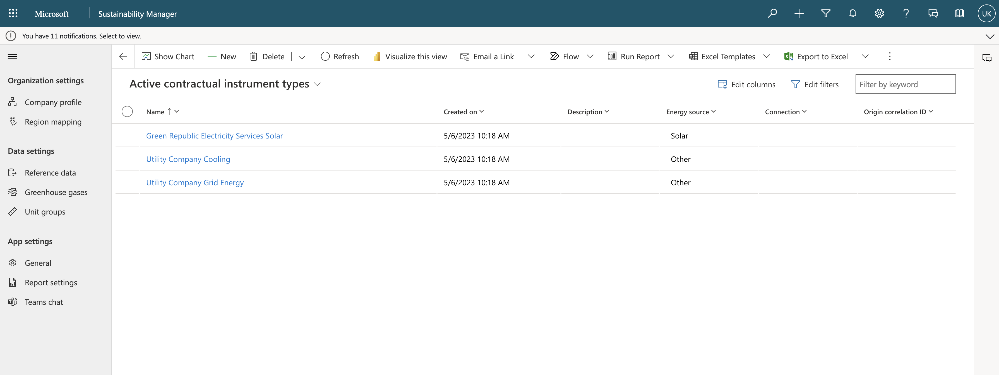 Microsoft Sustainability Manager UK
You have 11 notifications. Select to view.
Show Chart New Delete Refresh Visualize this view Email a Link Flow Run Report Excel Templates Export to Excel
Organization settings
Company profile
Region mapping
Data settings
Reference data
Greenhouse gases
Unit groups
App settings
General
Report settings
Teams chat
Active contractual instrument types Edit columns Edit filters Filter by keyword
Name Created on Description Energy source Connection Origin correlation ID
Green Republic Electricity Services Solar 5/6/2023 10:18 AM Solar
Utility Company Cooling 5/6/2023 10:18 AM Other
Utility Company Grid Energy 5/6/2023 10:18 AM Other